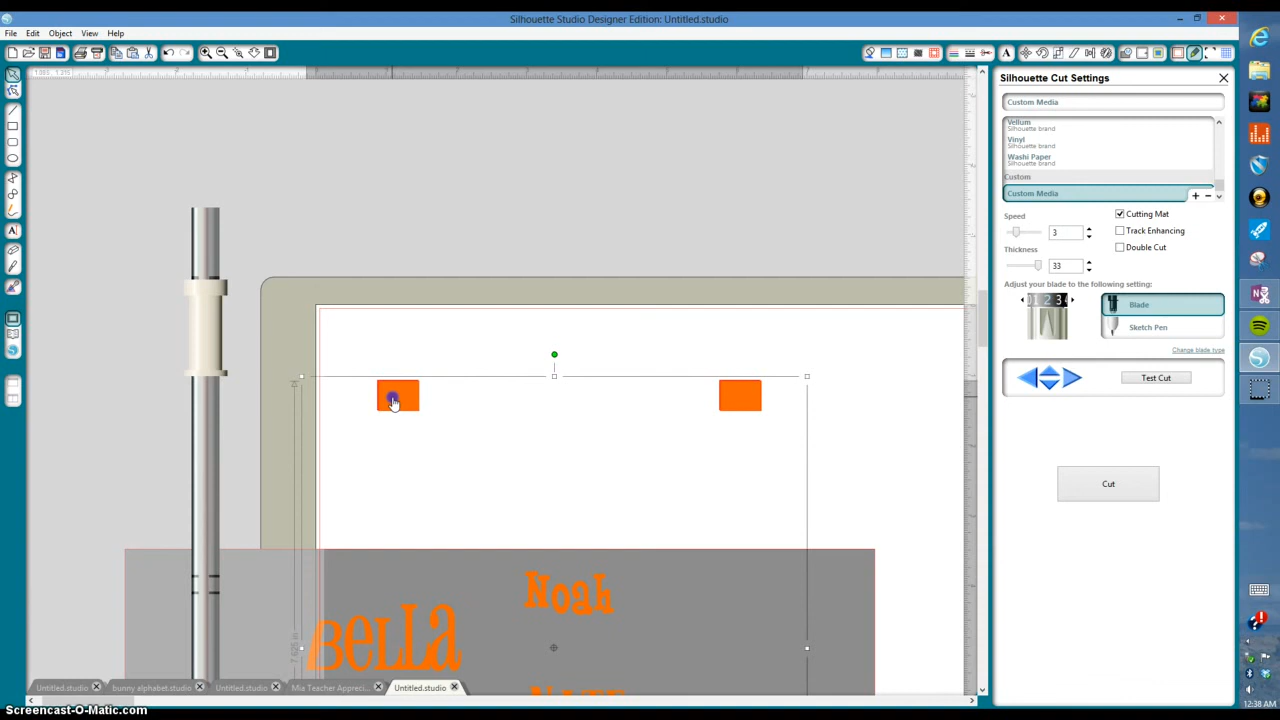 Silhouette Studio Designer Edition: Untitled.studio
File Edit Object View Help
Silhouette Cut Settings
Custom Media
Vellum
Silhouette brand
Vinyl
Silhouette brand
Washi Paper
Silhouette brand
Custom
Custom Media
Speed
3
Cutting Mat
Track Enhancing
Thickness
33
Double Cut
Adjust your blade to the following setting:
Blade
Sketch Pen
Change blade type
Test Cut
Cut
Noah
BELLA
Untitled.studio bunny alphabet.studio Untitled.studio Mia Teacher Appreci... Untitled.studio
Screencast-O-Matic.com
12:38 AM